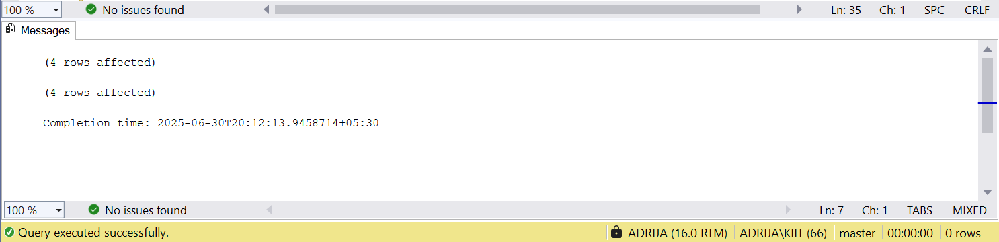 100 % No issues found Ln: 35 Ch: 1 SPC CRLF
Messages
(4 rows affected)
(4 rows affected)
Completion time: 2025-06-30T20:12:13.9458714+05:30
100 % No issues found Ln: 7 Ch: 1 TABS MIXED
Query executed successfully. ADRIJA (16.0 RTM) ADRIJA\KIIT (66) master 00:00:00 0 rows